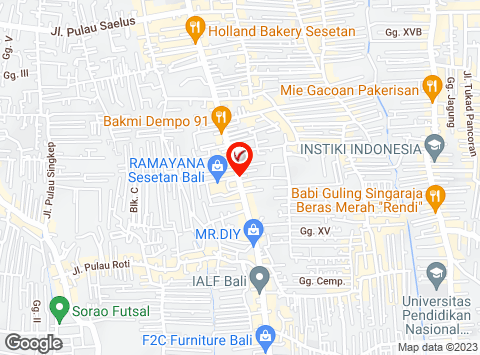 Jl. Pulau Saelus
Holland Bakery Sesetan
Gg. XVB
Gg. V
Gg. III
Mie Gacoan Pakerisan
Gg. Jagung
Jl. Tukad Pancoran
Bakmi Dempo 91
INSTIKI INDONESIA
RAMAYANA
Sesetan Bali
Jl. Pulau Singkep
Blk. C
Babi Guling Singaraja
Beras Merah "Rendi"
MR.DIY
Gg. XV
Jl. Pulau Roti
IALF Bali
Gg. Cemp.
Gg. II
Sorao Futsal
Universitas
Pendidikan
Nasional...
F2C Furniture Bali
Google
Map data ©2023